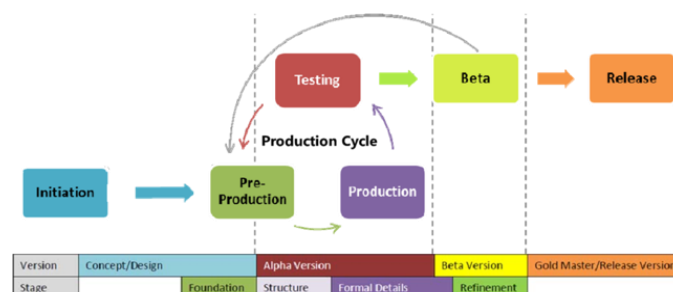 Testing
Beta
Release
Production Cycle
Initiation
Pre-
Production
Production
Version Concept/Design Alpha Version Beta Version Gold Master/Release Version
Stage Foundation Structure Formal Details Refinement